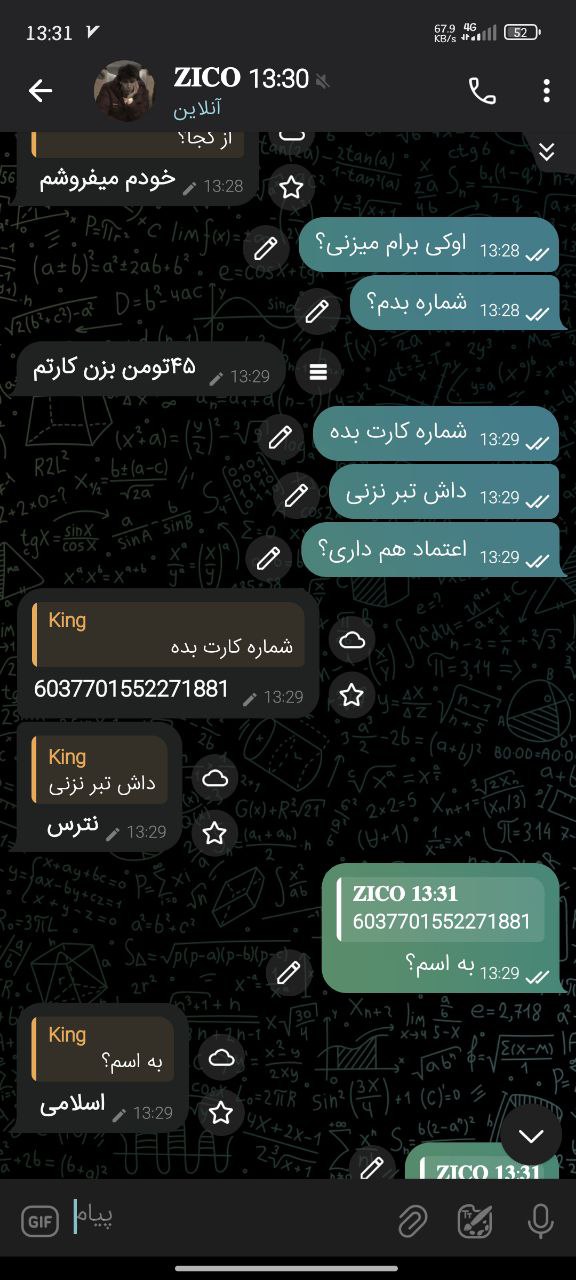 13:31
67.9
KB/s
4G
52
ZICO 13:30
آنلاین
از کجا؟
خودم میفروشم
13:28
اوکی برام میزنی؟
13:28
شماره بدم؟
13:28
۴۵تومن بزن کارتم
13:29
شماره کارت بده
13:29
داش تبر نزنی
13:29
اعتماد هم داری؟
13:29
King
شماره کارت بده
6037701552271881
13:29
King
داش تبر نزنی
نترس
13:29
ZICO 13:31
6037701552271881
به اسم؟
13:29
King
به اسم؟
اسلامی
13:29
ZICO 13:31
GIF
پیام